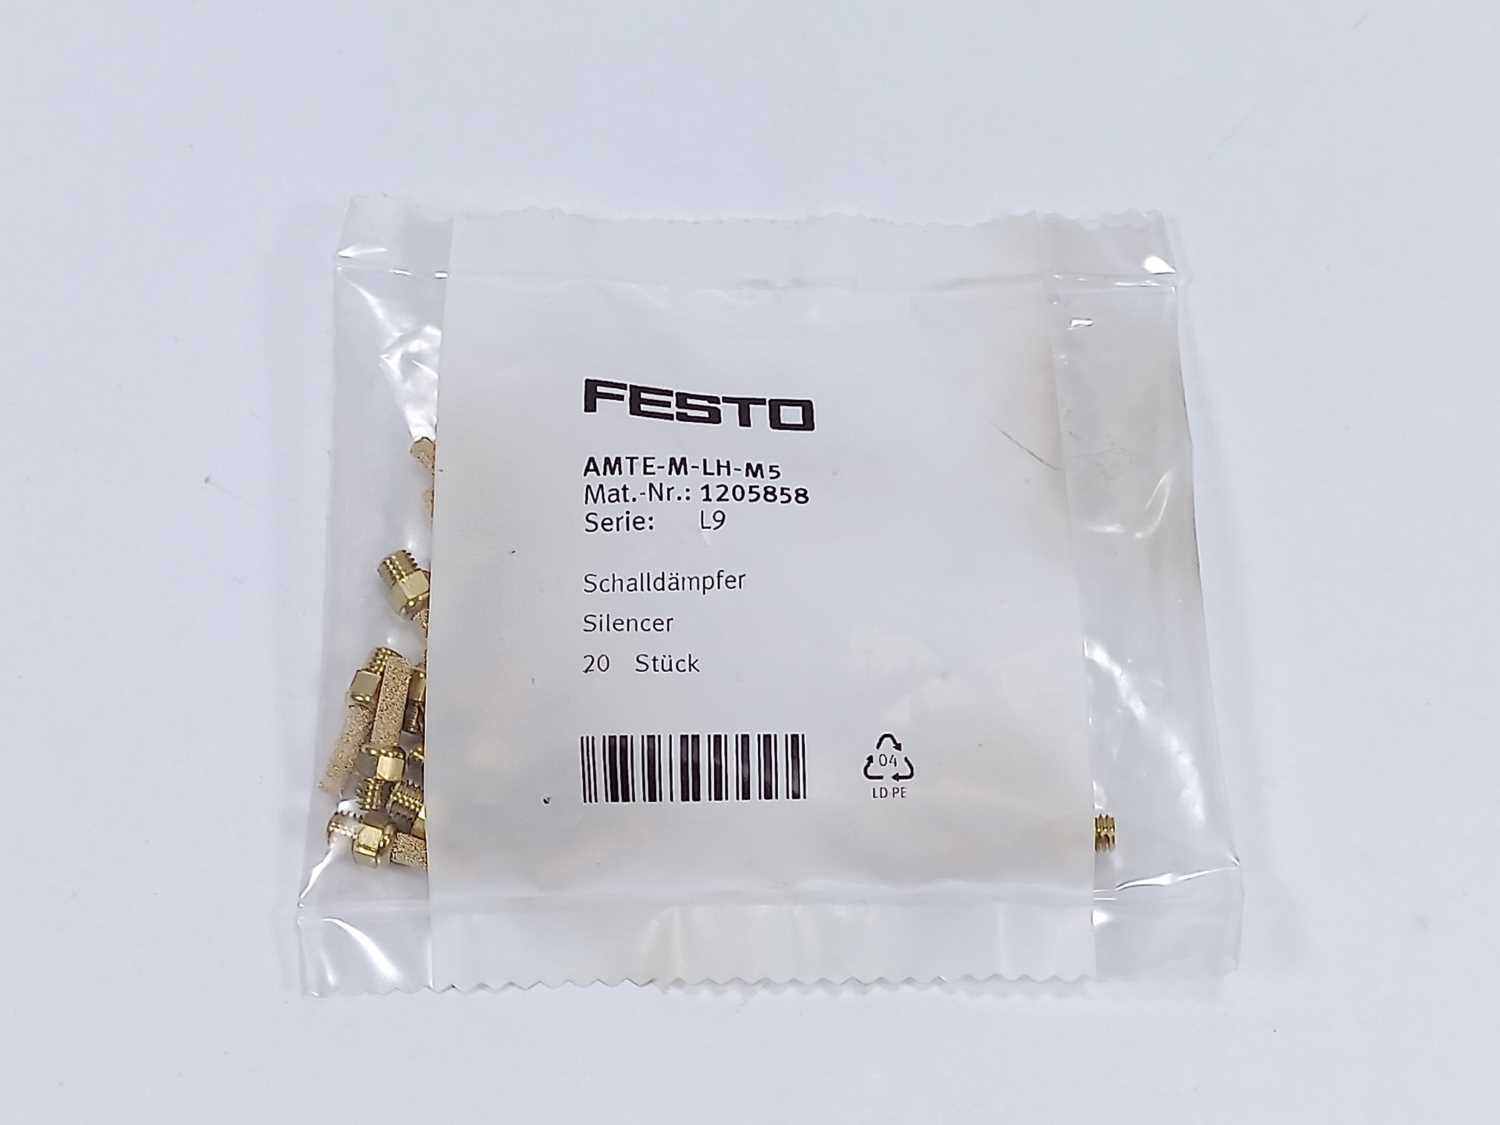 FESTO
AMTE-M-LH-M5
Mat.-Nr.: 1205858
Serie: L9
Schalldämpfer
Silencer
20 Stück
04
LD PE